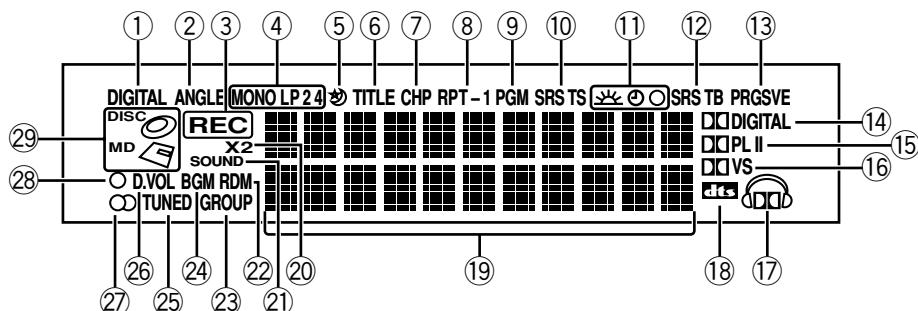 ① ② ③ ④ ⑤ ⑥ ⑦ ⑧ ⑨ ⑩ ⑪ ⑫ ⑬
DIGITAL ANGLE MONO LP 2 4 TITLE CHP RPT - 1 PGM SRS TS SRS TB PRGSVE
DISC REC DIGITAL ⑭
㉙ MD X2 PL II ⑮
SOUND VS ⑯
㉘ D.VOL BGM RDM dts
TUNED GROUP
㉗ ㉖ ㉕ ㉔ ㉓ ㉒ ㉑ ⑳ ⑲ ⑱ ⑰